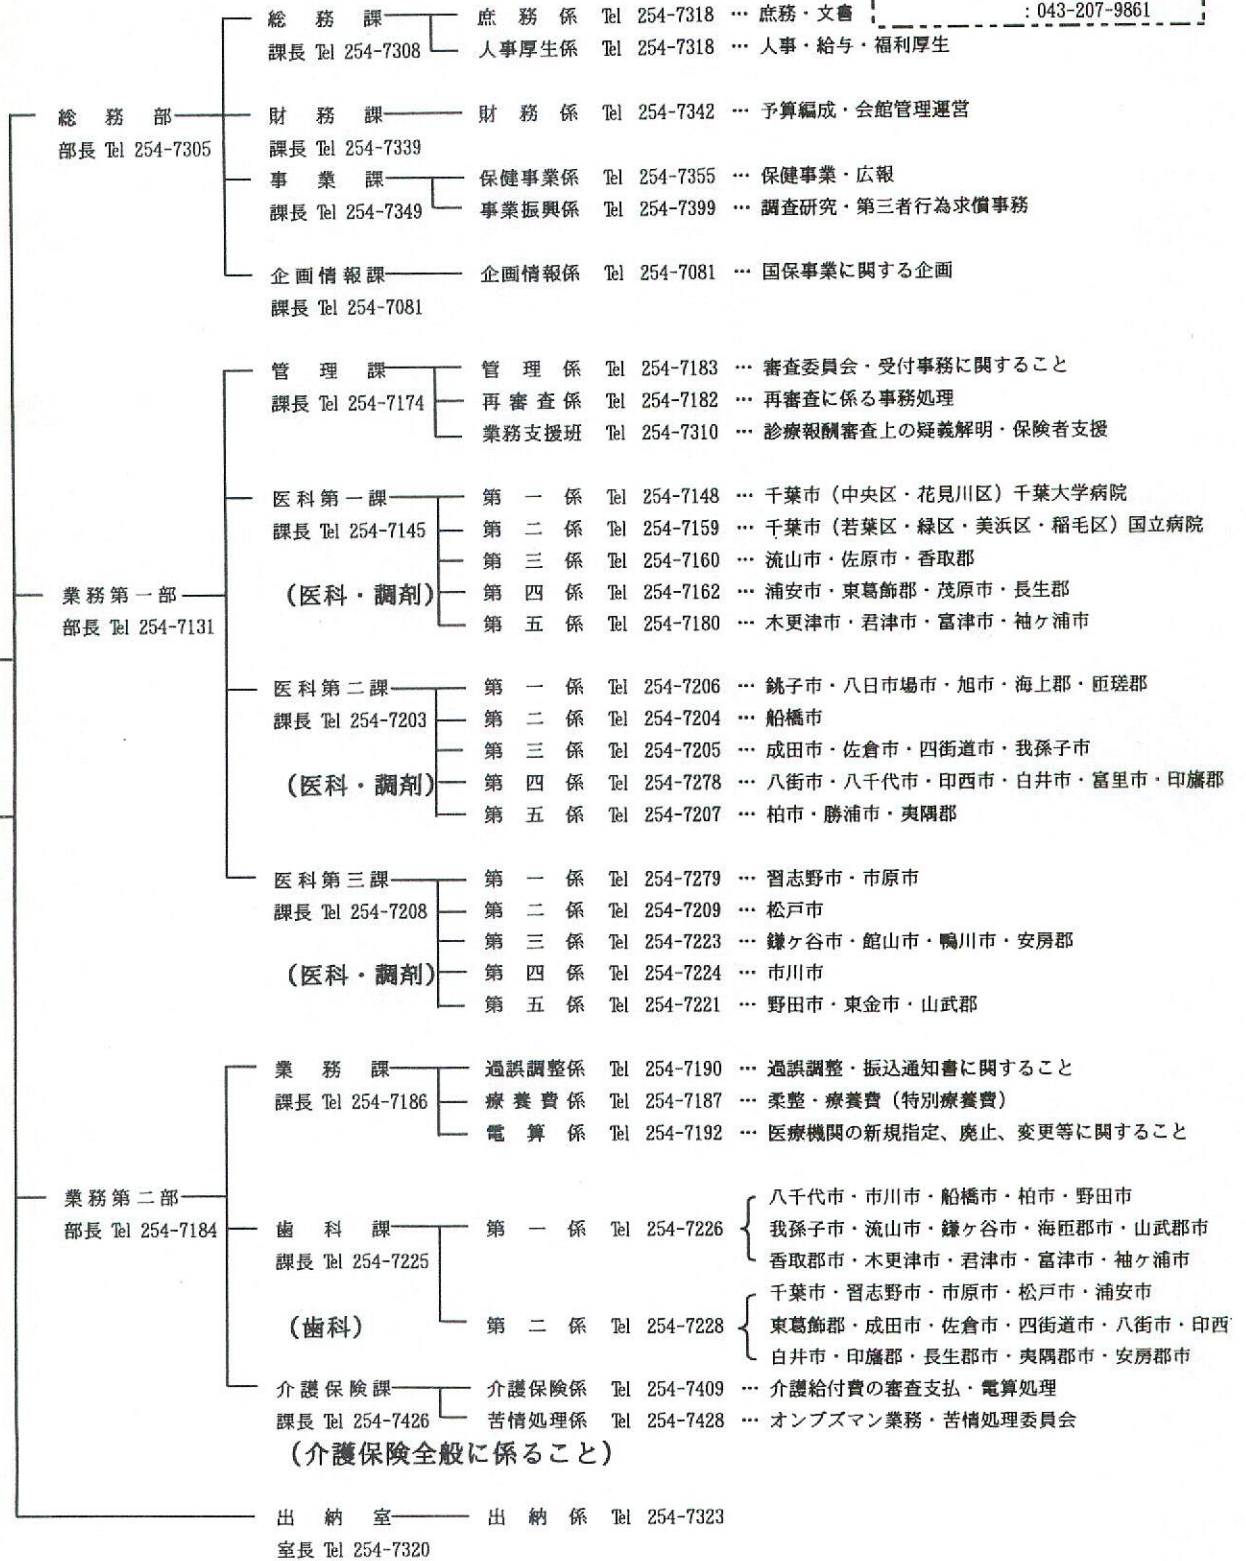 総務課 庶務係 Tel 254-7318 … 庶務・文書
: 043-207-9861
課長 Tel 254-7308 人事厚生係 Tel 254-7318 … 人事・給与・福利厚生
総務部 財務課 財務係 Tel 254-7342 … 予算編成・会館管理運営
部長 Tel 254-7305 課長 Tel 254-7339
事業課 保健事業係 Tel 254-7355 … 保健事業・広報
課長 Tel 254-7349 事業振興係 Tel 254-7399 … 調査研究・第三者行為求償事務
企画情報課 企画情報係 Tel 254-7081 … 国保事業に関する企画
課長 Tel 254-7081
管理課 管理係 Tel 254-7183 … 審査委員会・受付事務に関すること
課長 Tel 254-7174 再審査係 Tel 254-7182 … 再審査に係る事務処理
業務支援班 Tel 254-7310 … 診療報酬審査上の疑義解明・保険者支援
医科第一課 第一係 Tel 254-7148 … 千葉市（中央区・花見川区）千葉大学病院
課長 Tel 254-7145 第二係 Tel 254-7159 … 千葉市（若葉区・緑区・美浜区・稲毛区）国立病院
第三係 Tel 254-7160 … 流山市・佐原市・香取郡
業務第一部 （医科・調剤） 第四係 Tel 254-7162 … 浦安市・東葛飾郡・茂原市・長生郡
部長 Tel 254-7131 第五係 Tel 254-7180 … 木更津市・君津市・富津市・袖ヶ浦市
医科第二課 第一係 Tel 254-7206 … 銚子市・八日市場市・旭市・海上郡・匝瑳郡
課長 Tel 254-7203 第二係 Tel 254-7204 … 船橋市
第三係 Tel 254-7205 … 成田市・佐倉市・四街道市・我孫子市
（医科・調剤） 第四係 Tel 254-7278 … 八街市・八千代市・印西市・白井市・富里市・印旛郡
第五係 Tel 254-7207 … 柏市・勝浦市・夷隅郡
医科第三課 第一係 Tel 254-7279 … 習志野市・市原市
課長 Tel 254-7208 第二係 Tel 254-7209 … 松戸市
第三係 Tel 254-7223 … 鎌ヶ谷市・館山市・鴨川市・安房郡
（医科・調剤） 第四係 Tel 254-7224 … 市川市
第五係 Tel 254-7221 … 野田市・東金市・山武郡
業務課 過誤調整係 Tel 254-7190 … 過誤調整・振込通知書に関すること
課長 Tel 254-7186 療養費係 Tel 254-7187 … 柔整・療養費（特別療養費）
電算係 Tel 254-7192 … 医療機関の新規指定、廃止、変更等に関すること
業務第二部 八千代市・市川市・船橋市・柏市・野田市
部長 Tel 254-7184 歯科課 第一係 Tel 254-7226 我孫子市・流山市・鎌ヶ谷市・海匝郡市・山武郡市
課長 Tel 254-7225 香取郡市・木更津市・君津市・富津市・袖ヶ浦市
千葉市・習志野市・市原市・松戸市・浦安市
（歯科） 第二係 Tel 254-7228 東葛飾郡・成田市・佐倉市・四街道市・八街市・印西
白井市・印旛郡・長生郡市・夷隅郡市・安房郡市
介護保険課 介護保険係 Tel 254-7409 … 介護給付費の審査支払・電算処理
課長 Tel 254-7426 苦情処理係 Tel 254-7428 … オンブズマン業務・苦情処理委員会
（介護保険全般に係ること）
出納室 出納係 Tel 254-7323
室長 Tel 254-7320